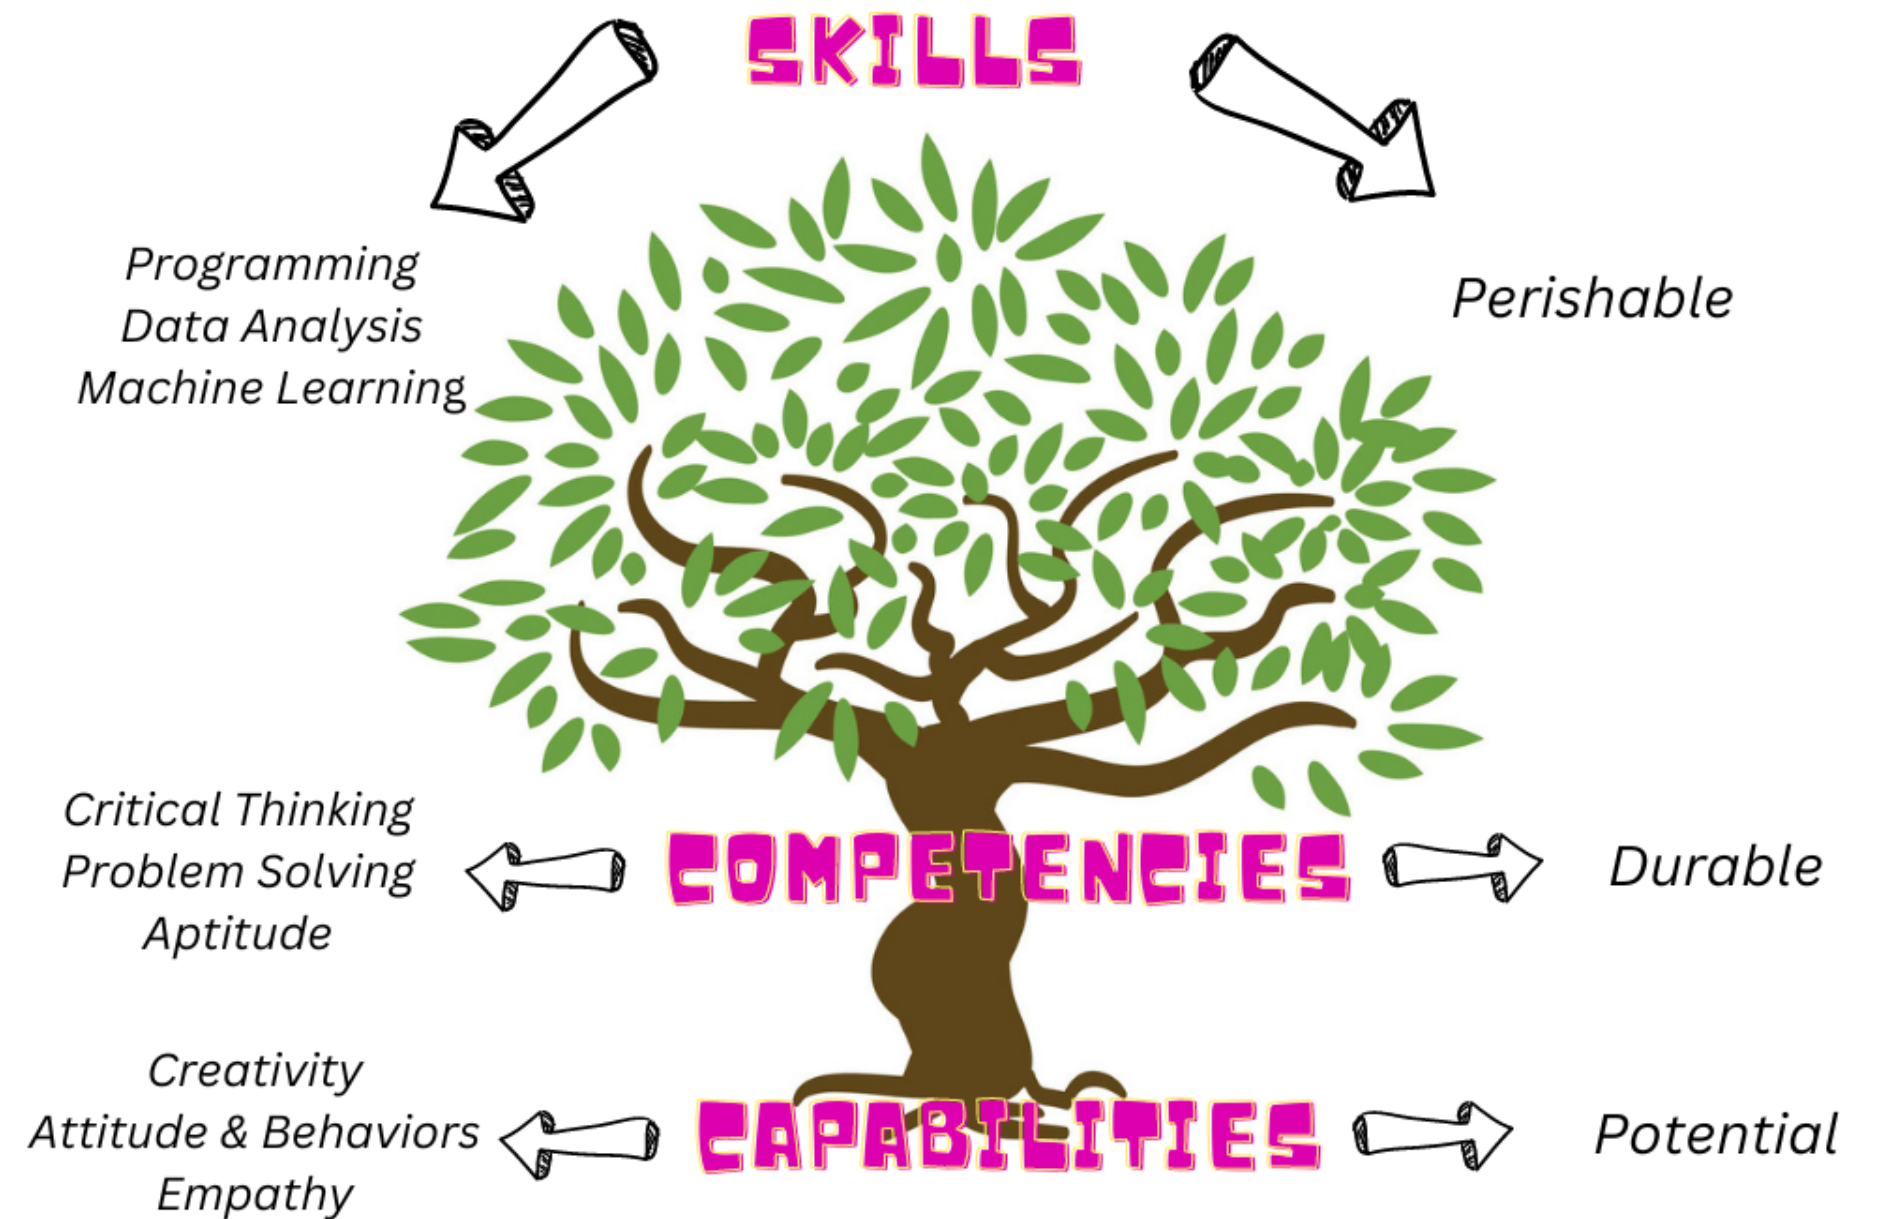 SKILLS
Programming
Data Analysis
Machine Learning
Perishable
Critical Thinking
Problem Solving
Aptitude
COMPETENCIES
Durable
Creativity
Attitude & Behaviors
Empathy
CAPABILITIES
Potential